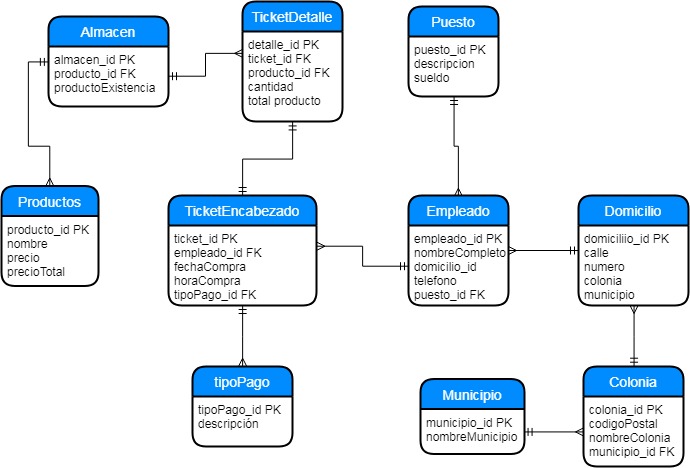 Almacen
almacen_id PK
producto_id FK
productoExistencia
TicketDetalle
detalle_id PK
ticket_id FK
producto_id FK
cantidad
total producto
Puesto
puesto_id PK
descripcion
sueldo
Productos
producto_id PK
nombre
precio
precioTotal
TicketEncabezado
ticket_id PK
empleado_id FK
fechaCompra
horaCompra
tipoPago_id FK
Empleado
empleado_id PK
nombreCompleto
domicilio_id
telefono
puesto_id FK
Domicilio
domiciliio_id PK
calle
numero
colonia
municipio
tipoPago
tipoPago_id PK
descripción
Municipio
municipio_id PK
nombreMunicipio
Colonia
colonia_id PK
codigoPostal
nombreColonia
municipio_id FK